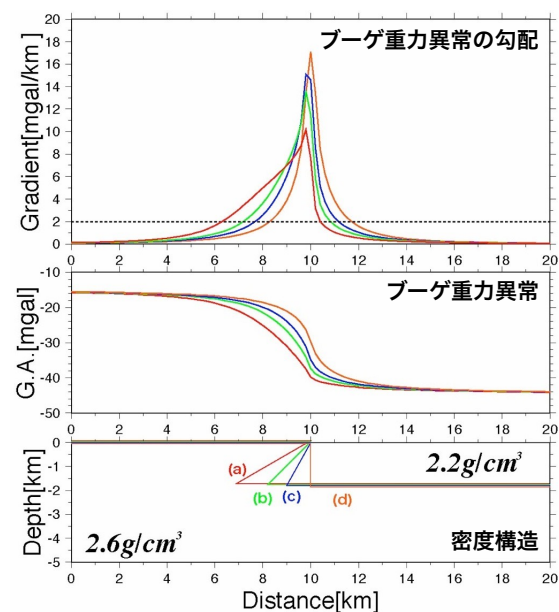 ブーゲ重力異常の勾配
Gradient[mgal/km]
20
18
16
14
12
10
8
6
4
2
0
0 2 4 6 8 10 12 14 16 18 20
ブーゲ重力異常
G.A.[mgal]
-10
-20
-30
-40
-50
0 2 4 6 8 10 12 14 16 18 20
Depth[km]
0
-1
-2
-3
-4
-5
(a)
(b)
(c)
(d)
2.2g/cm³
2.6g/cm³
密度構造
0 2 4 6 8 10 12 14 16 18 20
Distance[km]